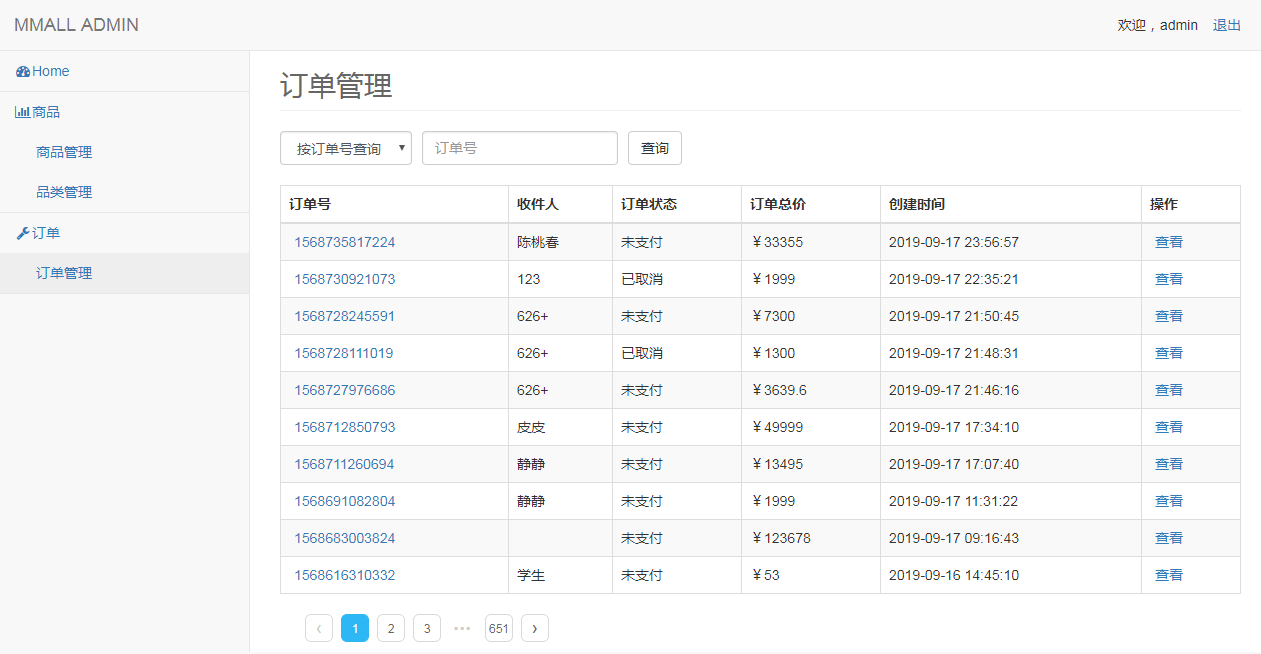 MMALL ADMIN
欢迎，admin 退出
Home
商品
商品管理
品类管理
订单
订单管理
订单管理
按订单号查询 订单号 查询
订单号 收件人 订单状态 订单总价 创建时间 操作
1568735817224 陈桃春 未支付 ￥33355 2019-09-17 23:56:57 查看
1568730921073 123 已取消 ￥1999 2019-09-17 22:35:21 查看
1568728245591 626+ 未支付 ￥7300 2019-09-17 21:50:45 查看
1568728111019 626+ 已取消 ￥1300 2019-09-17 21:48:31 查看
1568727976686 626+ 未支付 ￥3639.6 2019-09-17 21:46:16 查看
1568712850793 皮皮 未支付 ￥49999 2019-09-17 17:34:10 查看
1568711260694 静静 未支付 ￥13495 2019-09-17 17:07:40 查看
1568691082804 静静 未支付 ￥1999 2019-09-17 11:31:22 查看
1568683003824 未支付 ￥123678 2019-09-17 09:16:43 查看
1568616310332 学生 未支付 ￥53 2019-09-16 14:45:10 查看
‹ 1 2 3 ••• 651 ›